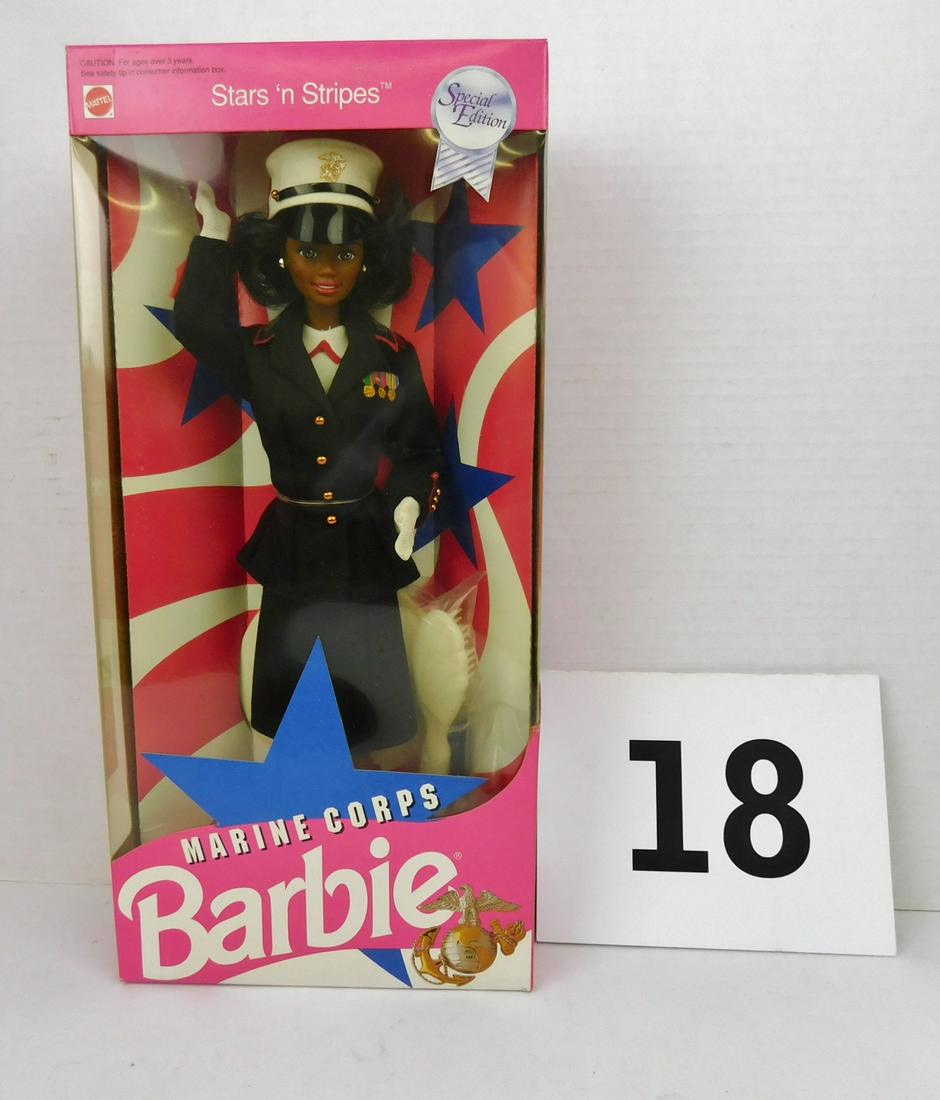 CAUTION: For ages over 3 years.
See safety tip in consumer information box.
MATTEL
Stars 'n Stripes™
Special
Edition
MARINE CORPS
Barbie®
18